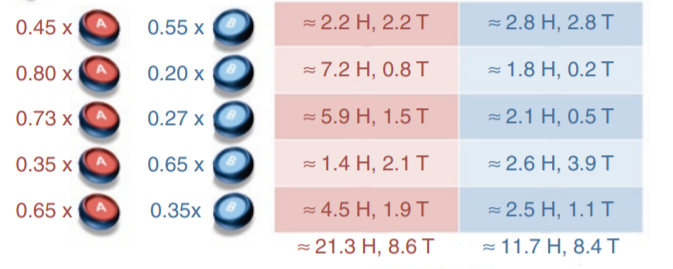 0.45 x A 0.55 x B ≈ 2.2 H, 2.2 T ≈ 2.8 H, 2.8 T
0.80 x A 0.20 x B ≈ 7.2 H, 0.8 T ≈ 1.8 H, 0.2 T
0.73 x A 0.27 x B ≈ 5.9 H, 1.5 T ≈ 2.1 H, 0.5 T
0.35 x A 0.65 x B ≈ 1.4 H, 2.1 T ≈ 2.6 H, 3.9 T
0.65 x A 0.35x B ≈ 4.5 H, 1.9 T ≈ 2.5 H, 1.1 T
≈ 21.3 H, 8.6 T ≈ 11.7 H, 8.4 T